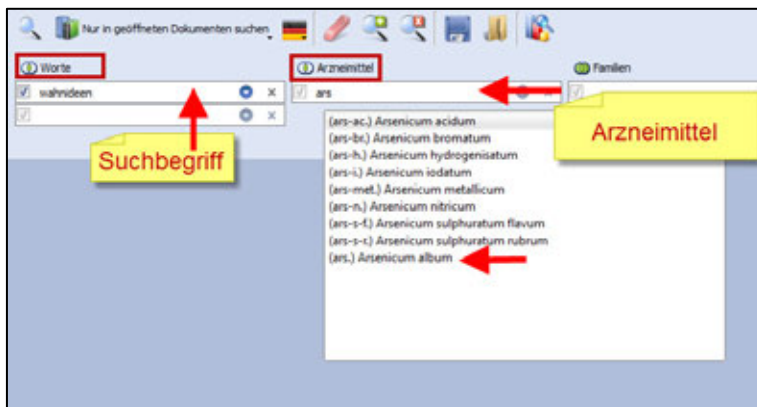 Nur in geöffneten Dokumenten suchen
Worte
Arzneimittel
Familien
wahnideen
ars
Suchbegriff
Arzneimittel
(ars-ac.) Arsenicum acidum
(ars-br.) Arsenicum bromatum
(ars-h.) Arsenicum hydrogenisatum
(ars-i.) Arsenicum iodatum
(ars-met.) Arsenicum metallicum
(ars-n.) Arsenicum nitricum
(ars-s-f.) Arsenicum sulphuratum flavum
(ars-s-r.) Arsenicum sulphuratum rubrum
(ars.) Arsenicum album